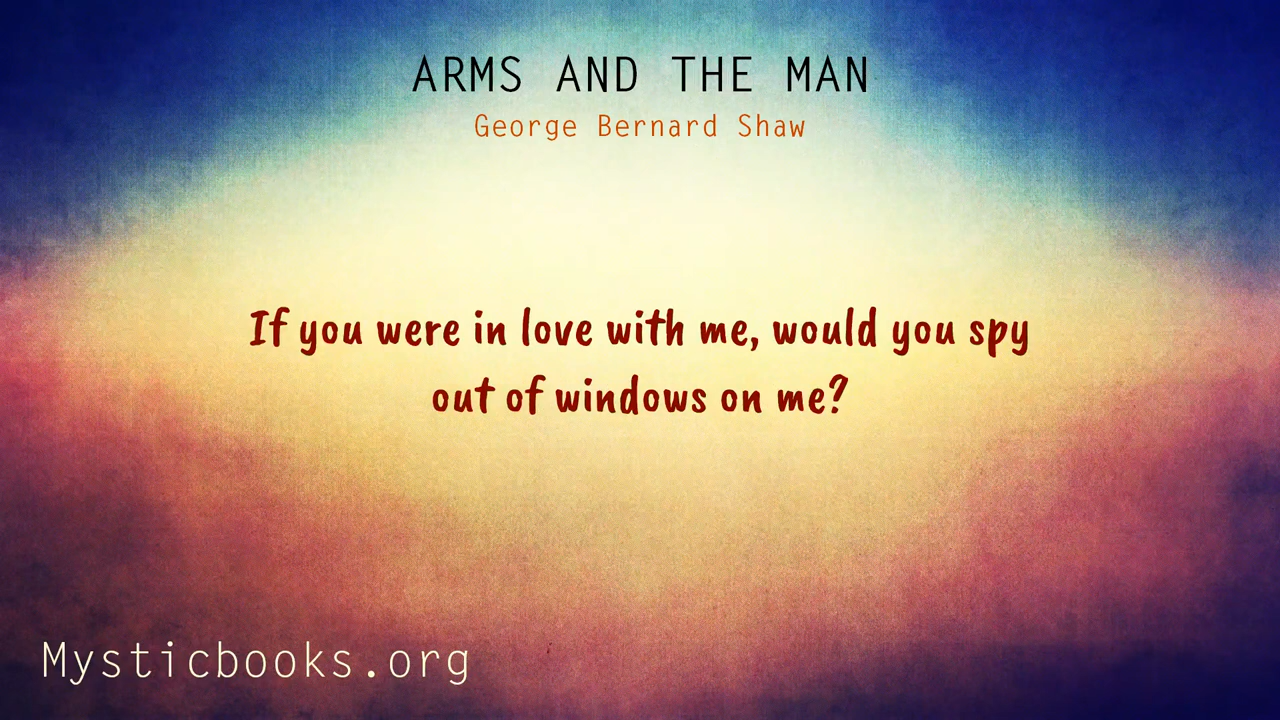 ARMS AND THE MAN
George Bernard Shaw
If you were in love with me, would you spy
out of windows on me?
Mysticbooks.org